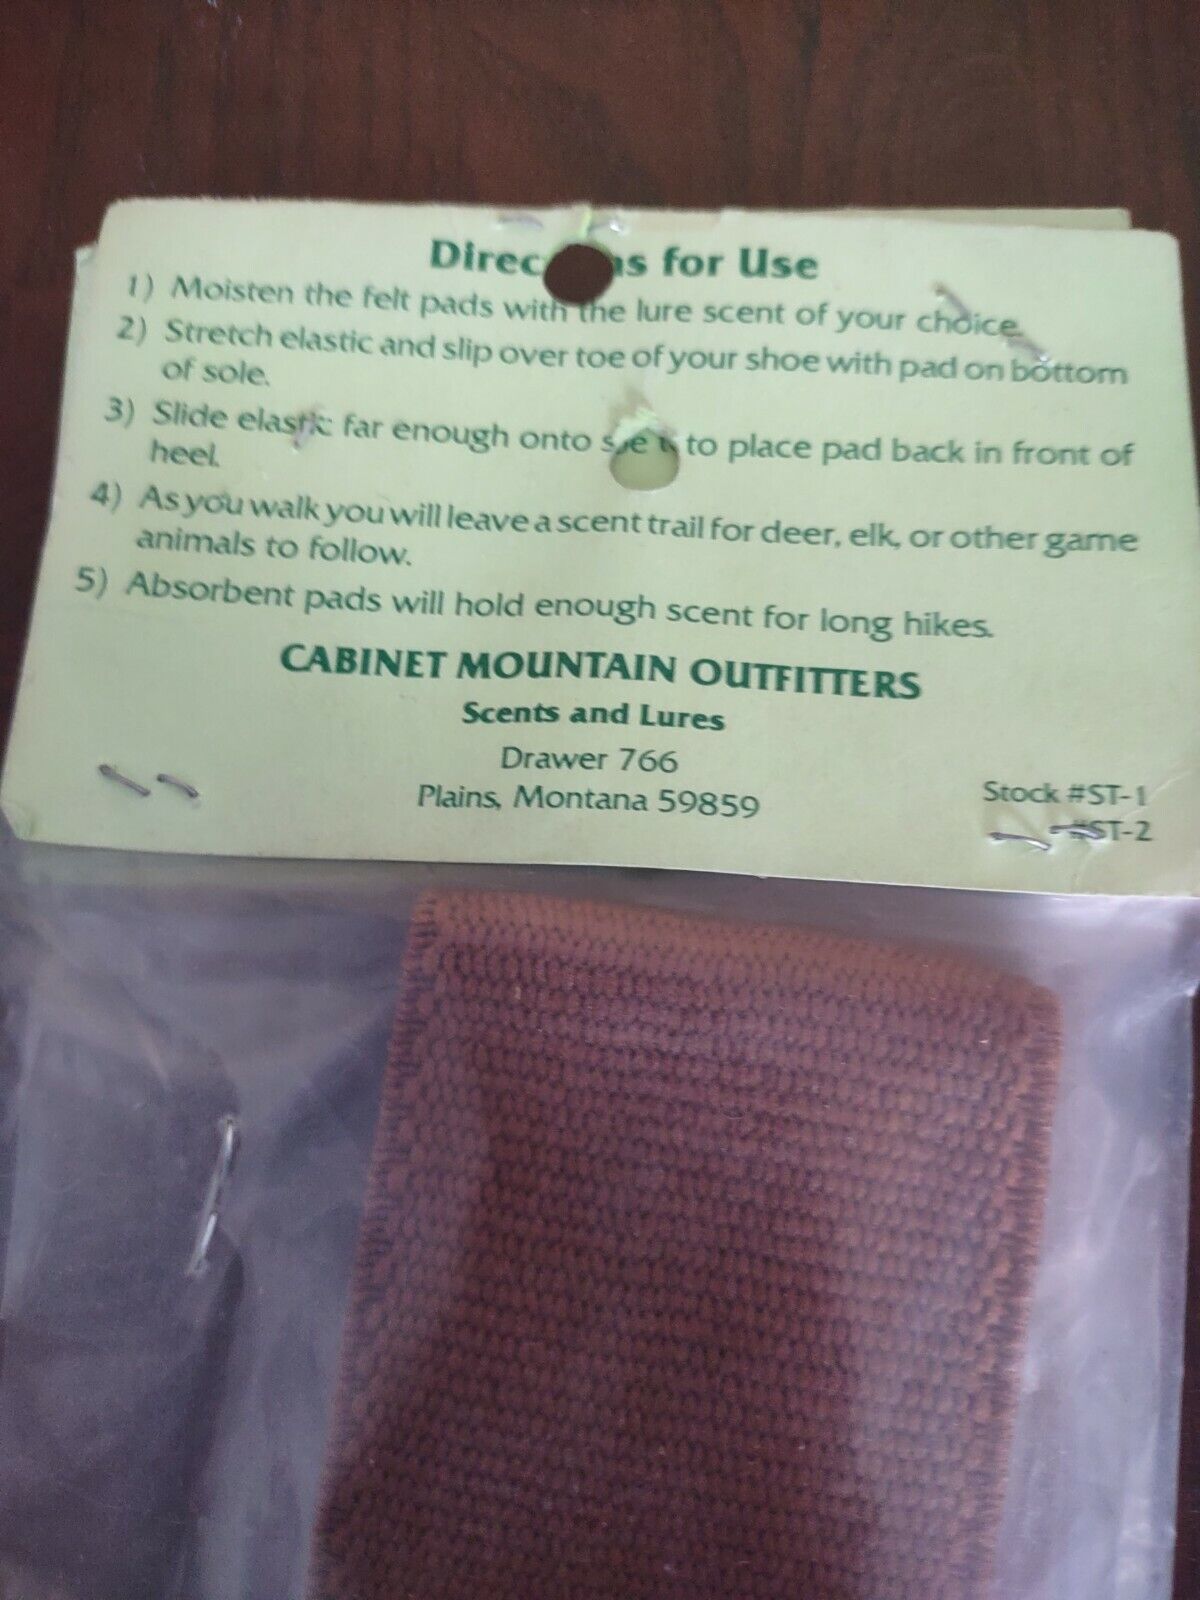 Directions for Use
1) Moisten the felt pads with the lure scent of your choice.
2) Stretch elastic and slip over toe of your shoe with pad on bottom
of sole.
3) Slide elastic far enough onto to place pad back in front of
heel.
4) As you walk you will leave a scent trail for deer, elk, or other game
animals to follow.
5) Absorbent pads will hold enough scent for long hikes.
CABINET MOUNTAIN OUTFITTERS
Scents and Lures
Drawer 766
Plains, Montana 59859
Stock #ST-1
#ST-2